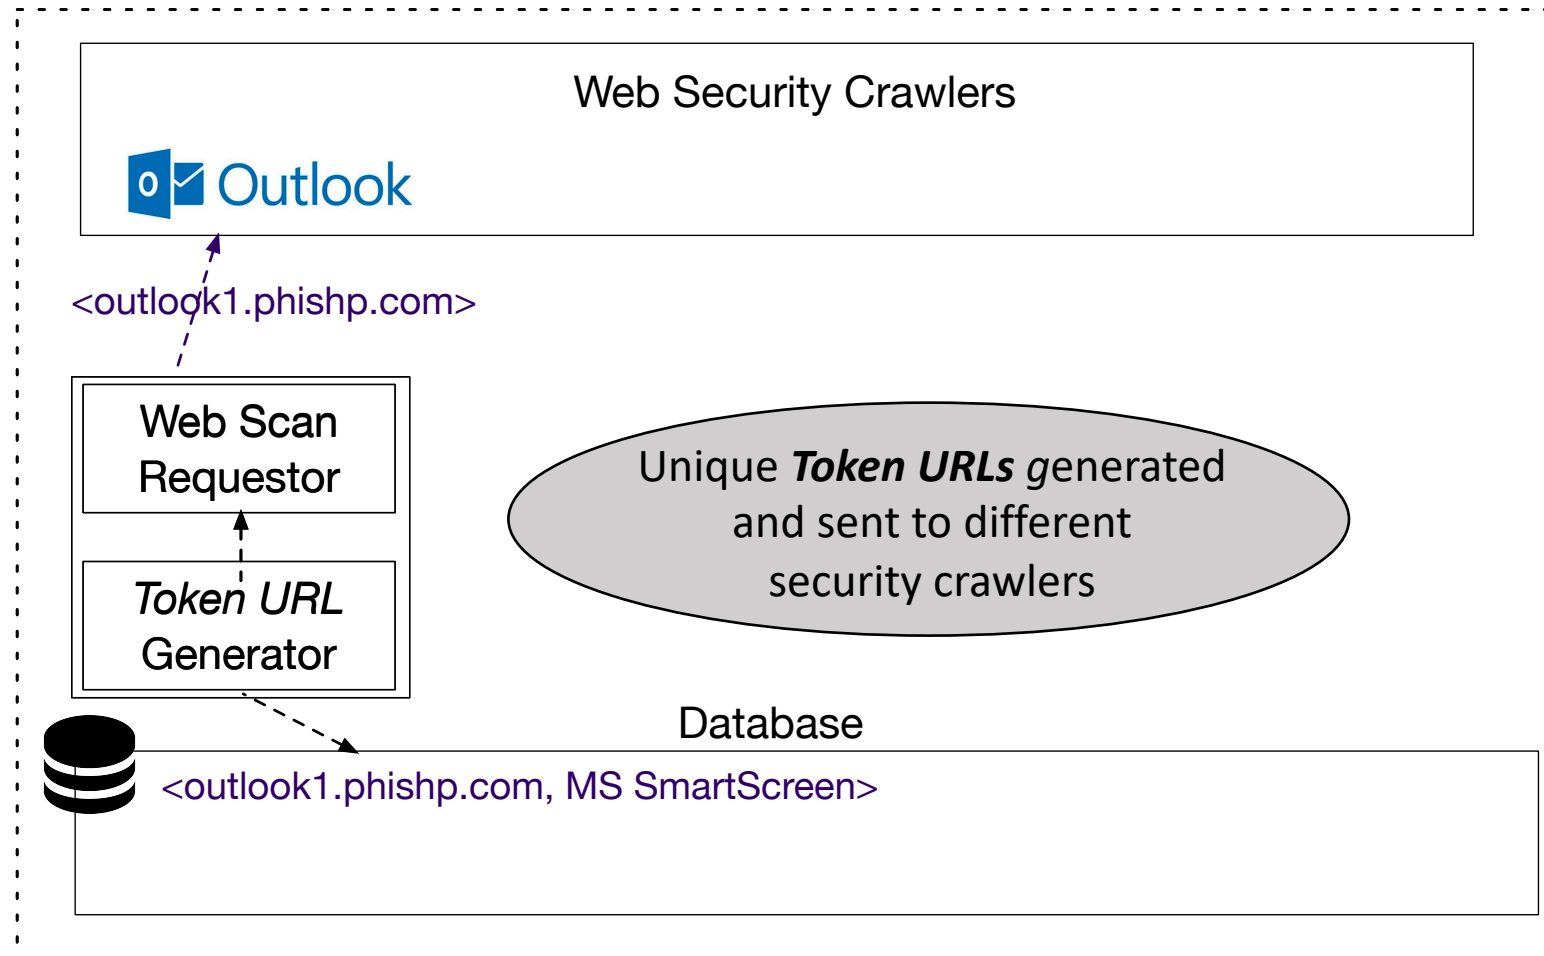 Web Security Crawlers
O Outlook
<outlook1.phishp.com>
Web Scan
Requestor
Unique Token URLs generated
and sent to different
security crawlers
Token URL
Generator
Database
<outlook1.phishp.com, MS SmartScreen>